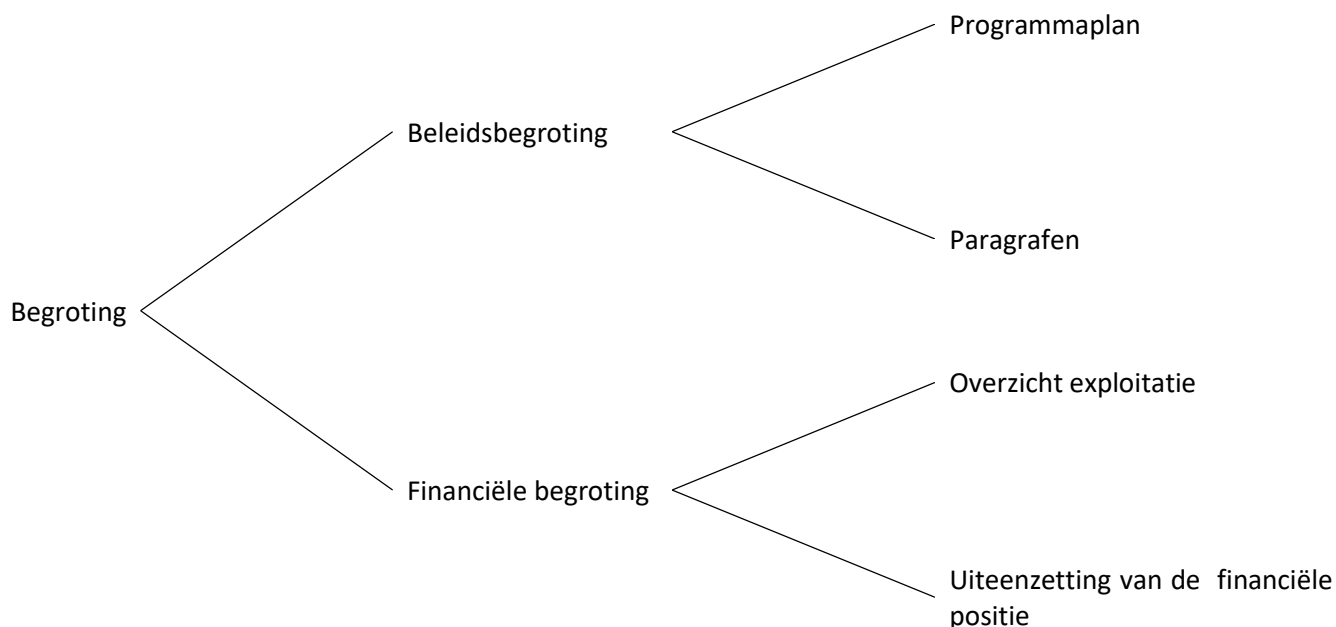 Programmaplan
Beleidsbegroting
Paragrafen
Begroting
Overzicht exploitatie
Financiële begroting
Uiteenzetting van de  financiële
positie